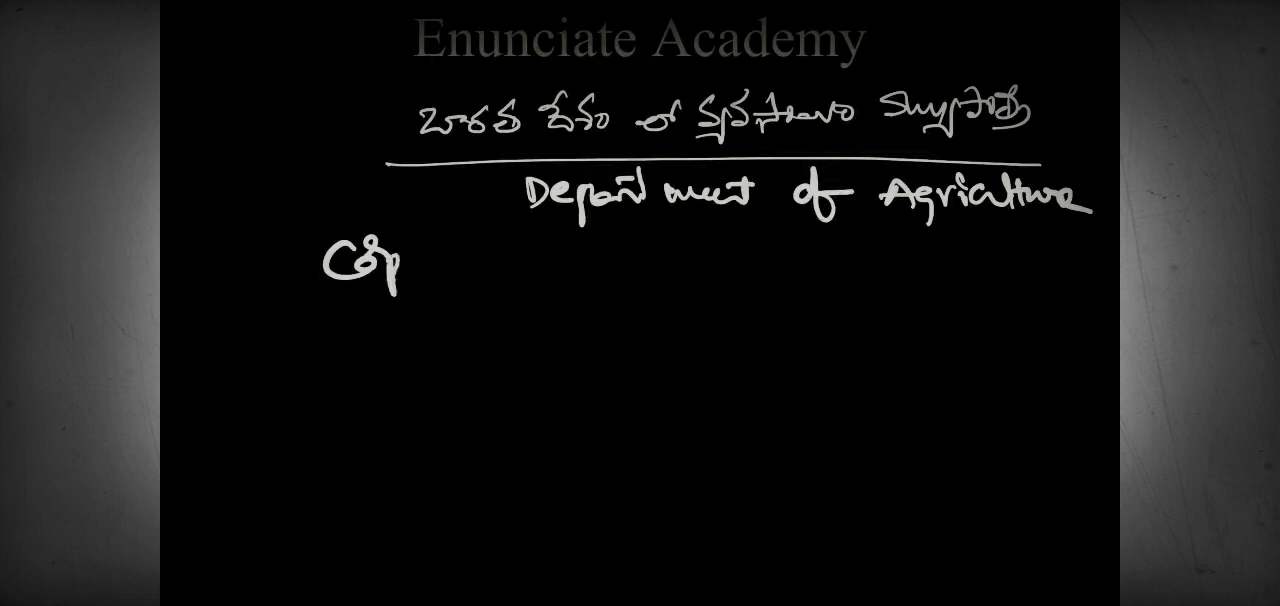 Enunciate Academy
బారత దేశం లో వ్యవసాయం
Department of Agriculture